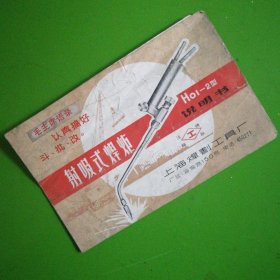 毛主席语录
认真搞好
斗、批、改。
射吸式焊炬
H01-2型
说明书
上海焊割工具厂